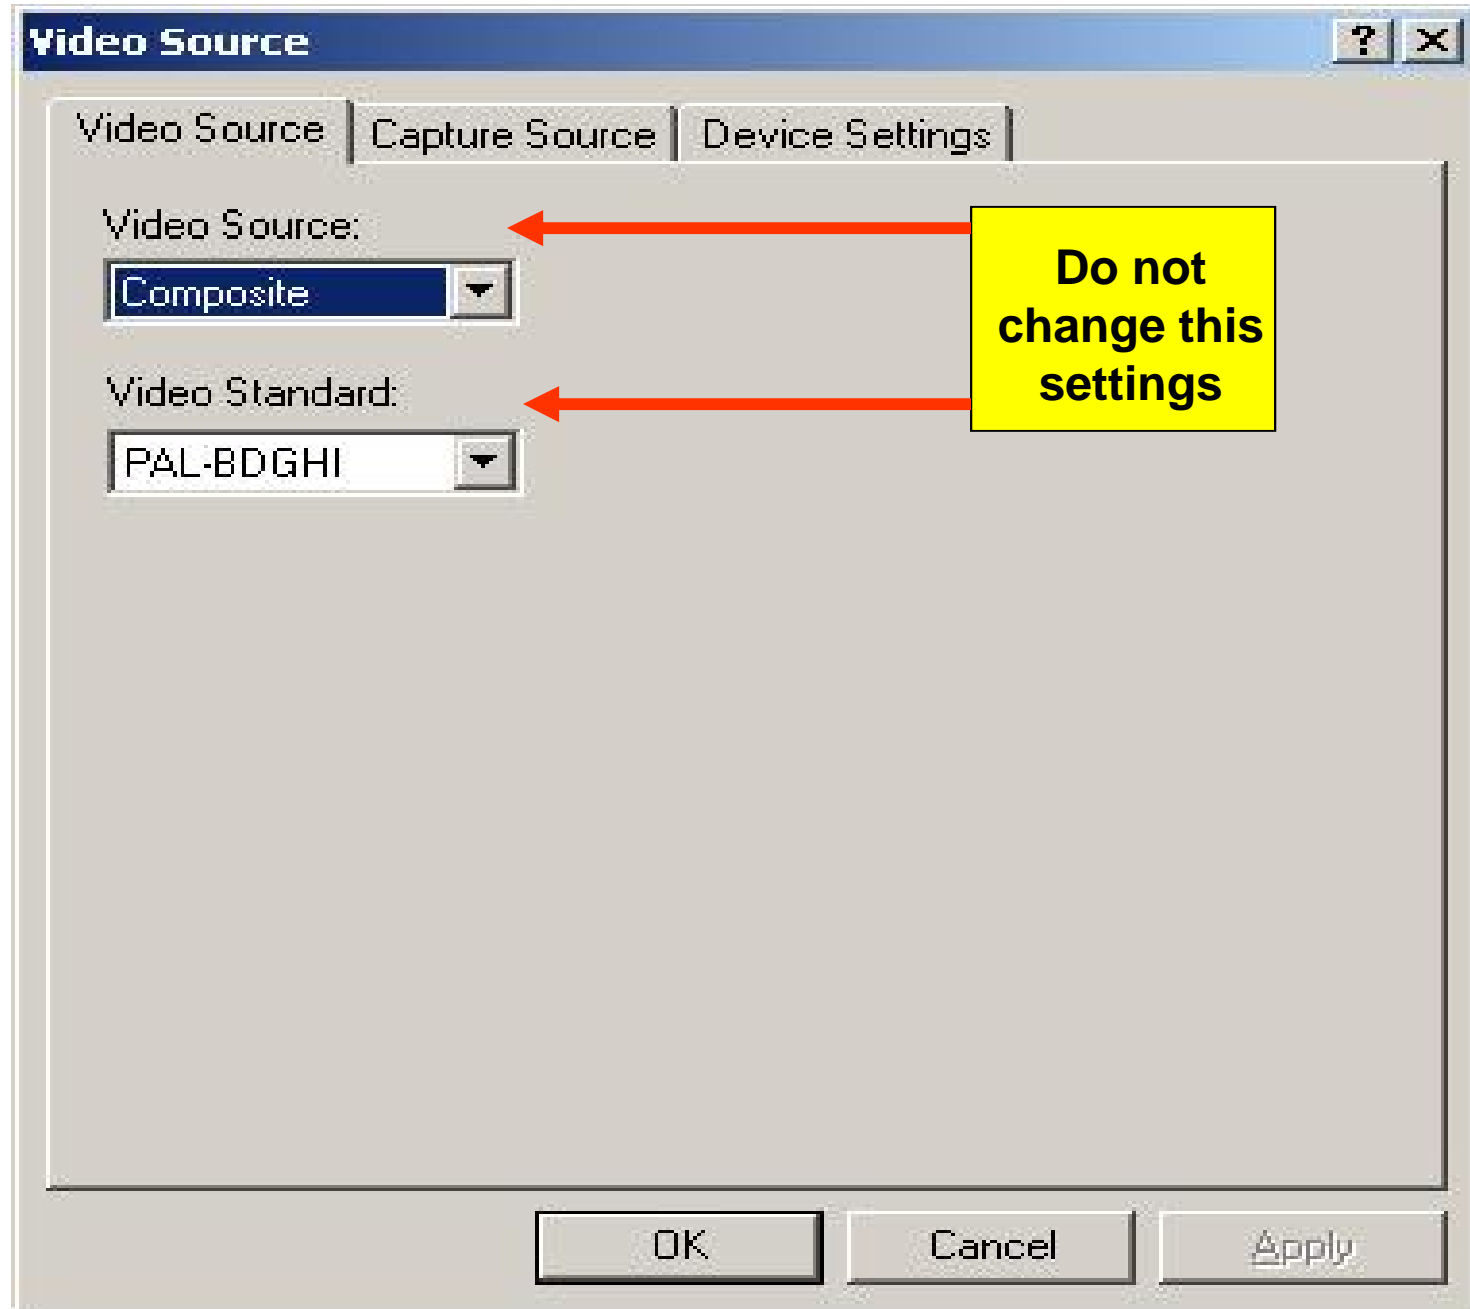 Video Source
?
Video Source
Capture Source
Device Settings
Video Source:
Composite
Do not
change this
settings
Video Standard:
PAL-BDGHI
OK
Cancel
Apply